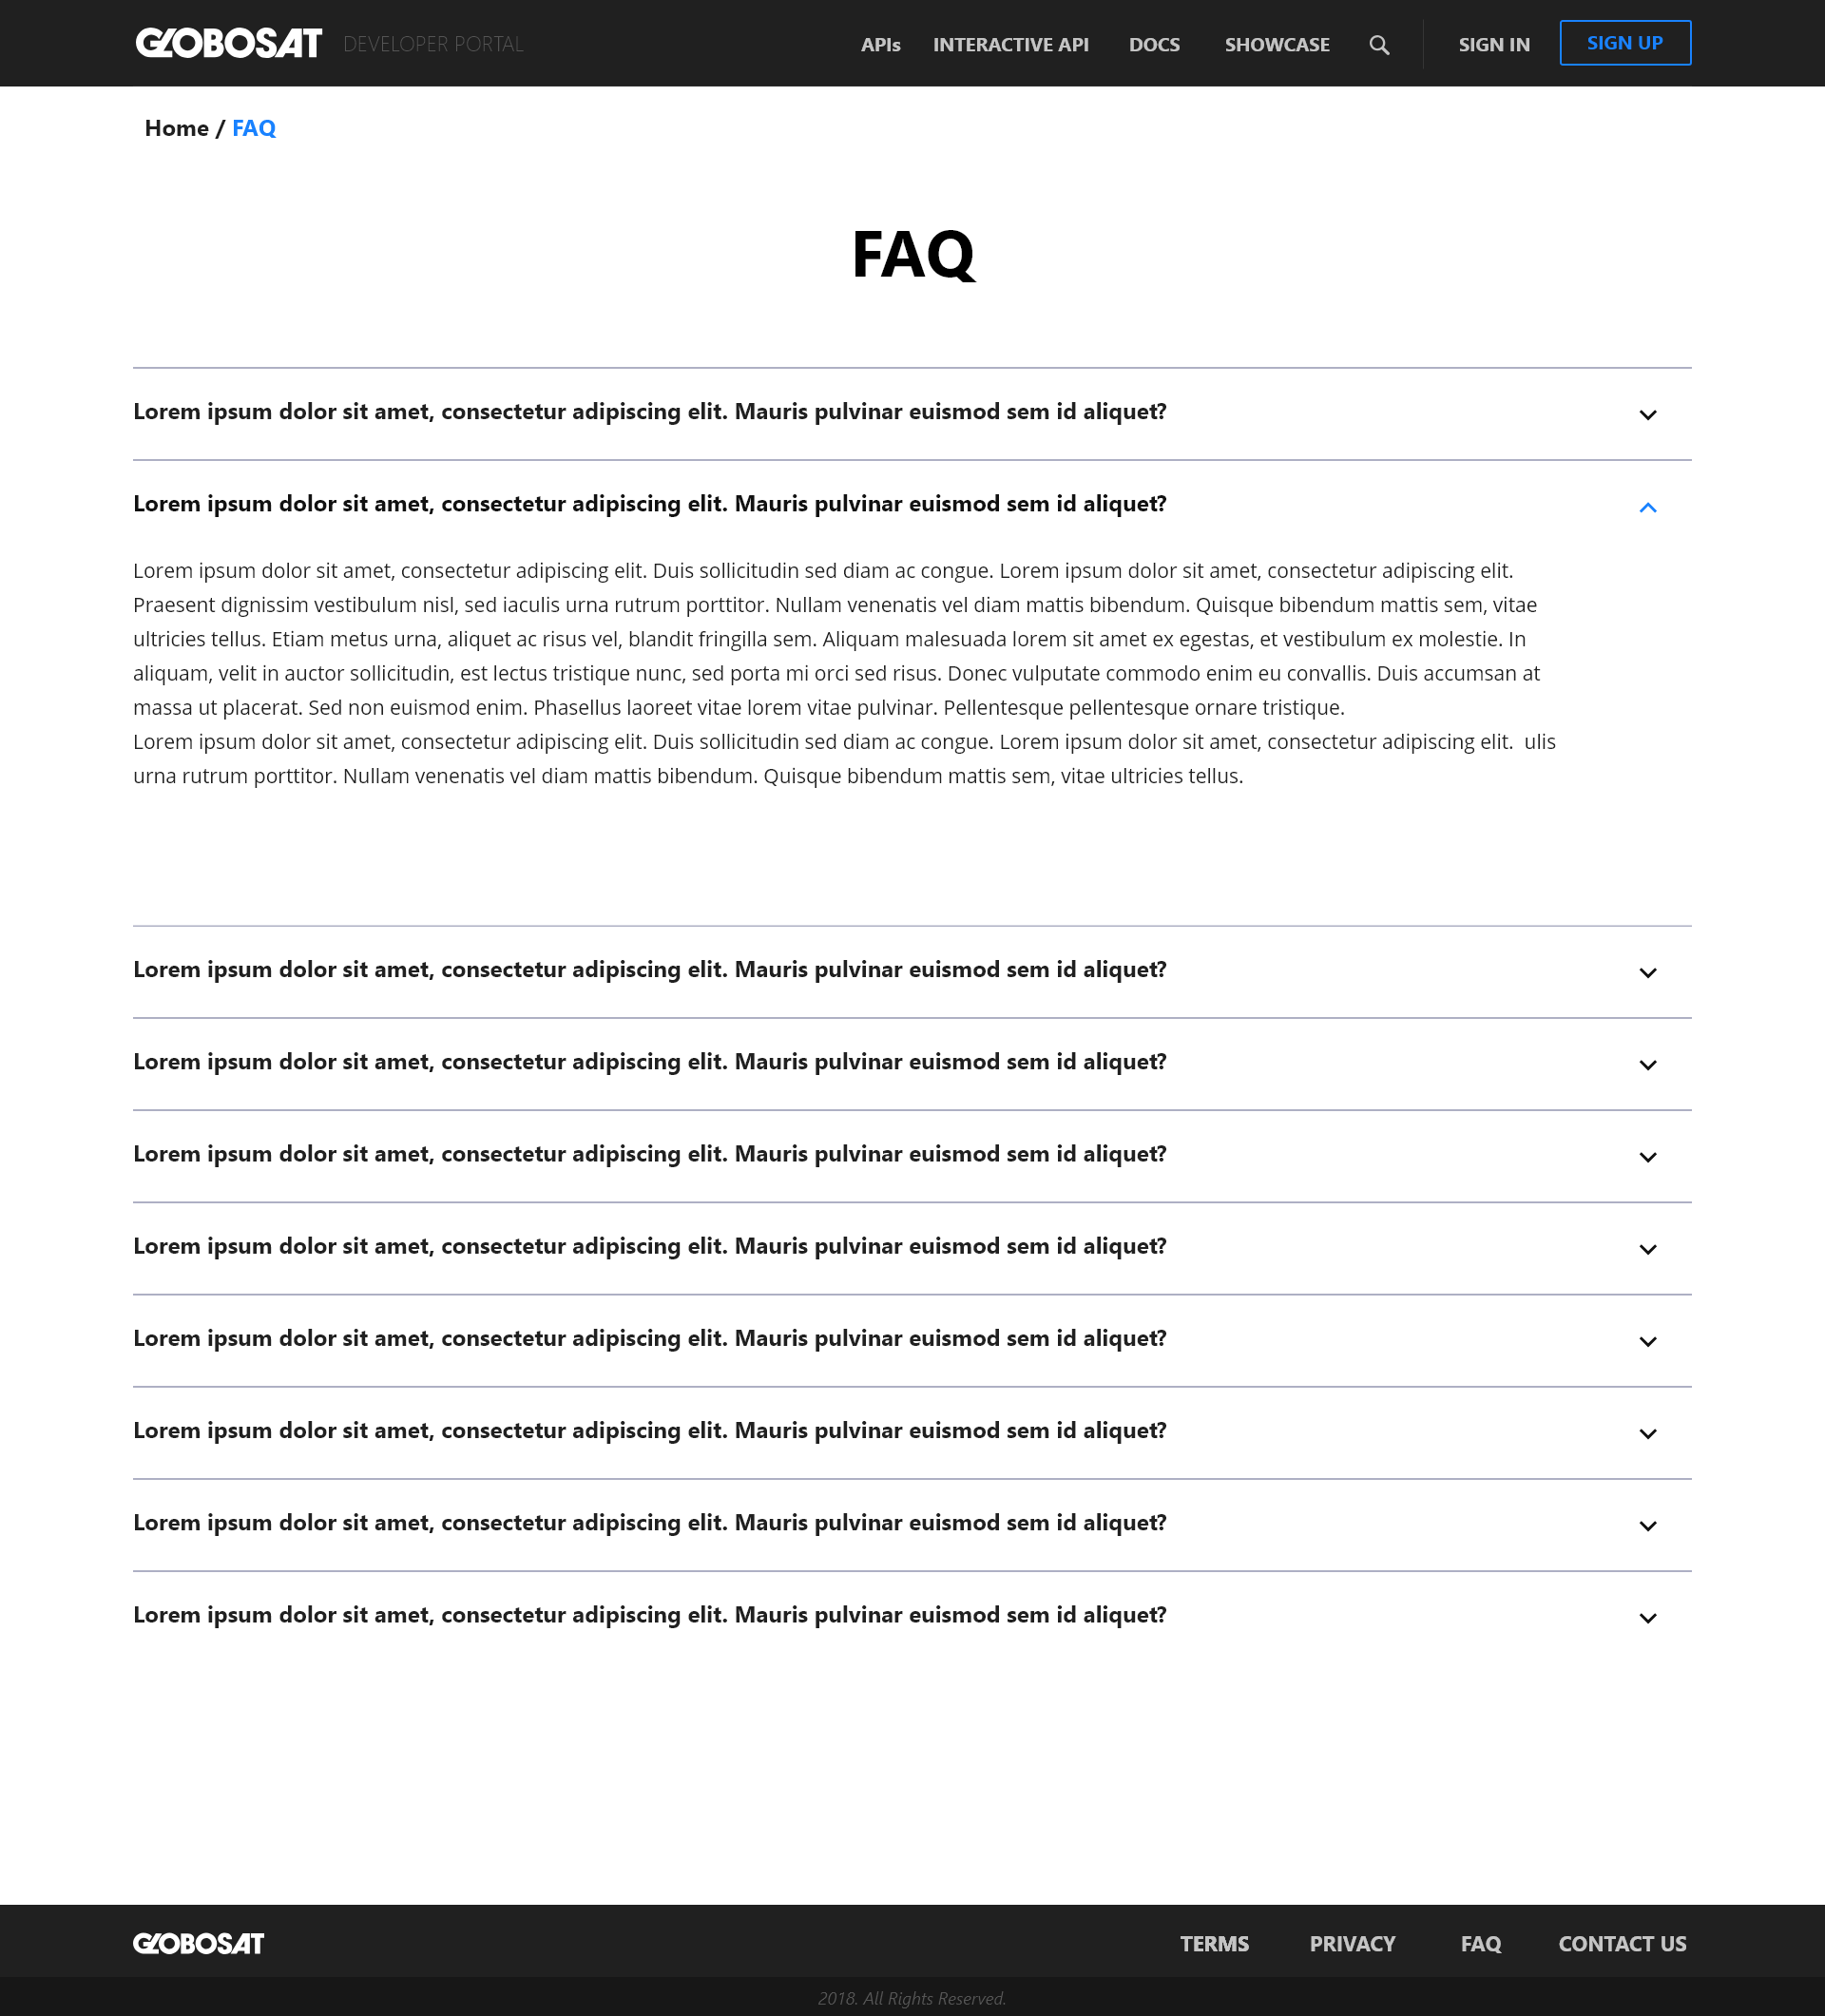 GLOBOSAT DEVELOPER PORTAL APIs INTERACTIVE API DOCS SHOWCASE SIGN IN SIGN UP
Home / FAQ
FAQ
Lorem ipsum dolor sit amet, consectetur adipiscing elit. Mauris pulvinar euismod sem id aliquet?
Lorem ipsum dolor sit amet, consectetur adipiscing elit. Mauris pulvinar euismod sem id aliquet?
Lorem ipsum dolor sit amet, consectetur adipiscing elit. Duis sollicitudin sed diam ac congue. Lorem ipsum dolor sit amet, consectetur adipiscing elit.
Praesent dignissim vestibulum nisl, sed iaculis urna rutrum porttitor. Nullam venenatis vel diam mattis bibendum. Quisque bibendum mattis sem, vitae
ultricies tellus. Etiam metus urna, aliquet ac risus vel, blandit fringilla sem. Aliquam malesuada lorem sit amet ex egestas, et vestibulum ex molestie. In
aliquam, velit in auctor sollicitudin, est lectus tristique nunc, sed porta mi orci sed risus. Donec vulputate commodo enim eu convallis. Duis accumsan at
massa ut placerat. Sed non euismod enim. Phasellus laoreet vitae lorem vitae pulvinar. Pellentesque pellentesque ornare tristique.
Lorem ipsum dolor sit amet, consectetur adipiscing elit. Duis sollicitudin sed diam ac congue. Lorem ipsum dolor sit amet, consectetur adipiscing elit.  ulis
urna rutrum porttitor. Nullam venenatis vel diam mattis bibendum. Quisque bibendum mattis sem, vitae ultricies tellus.
Lorem ipsum dolor sit amet, consectetur adipiscing elit. Mauris pulvinar euismod sem id aliquet?
Lorem ipsum dolor sit amet, consectetur adipiscing elit. Mauris pulvinar euismod sem id aliquet?
Lorem ipsum dolor sit amet, consectetur adipiscing elit. Mauris pulvinar euismod sem id aliquet?
Lorem ipsum dolor sit amet, consectetur adipiscing elit. Mauris pulvinar euismod sem id aliquet?
Lorem ipsum dolor sit amet, consectetur adipiscing elit. Mauris pulvinar euismod sem id aliquet?
Lorem ipsum dolor sit amet, consectetur adipiscing elit. Mauris pulvinar euismod sem id aliquet?
Lorem ipsum dolor sit amet, consectetur adipiscing elit. Mauris pulvinar euismod sem id aliquet?
Lorem ipsum dolor sit amet, consectetur adipiscing elit. Mauris pulvinar euismod sem id aliquet?
GLOBOSAT TERMS PRIVACY FAQ CONTACT US
2018. All Rights Reserved.